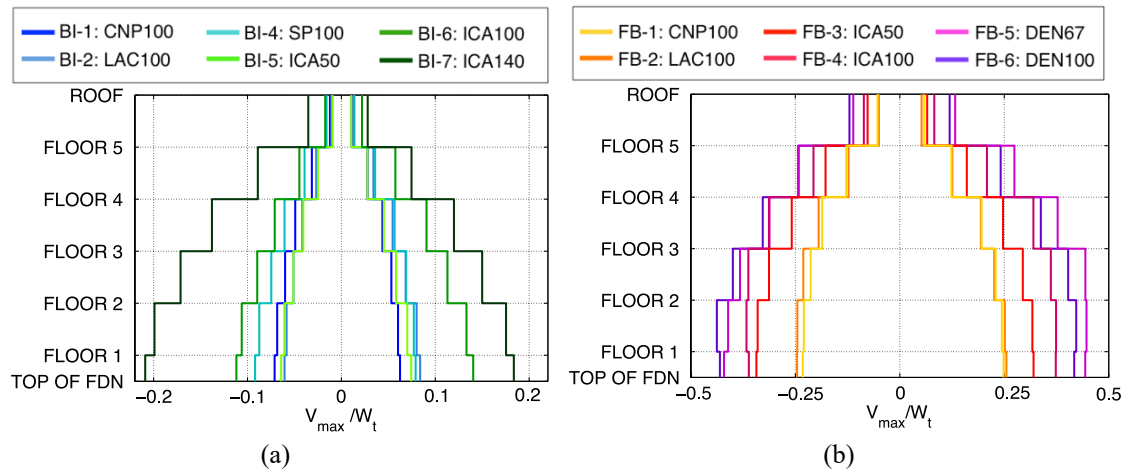 BI-1: CNP100 BI-4: SP100 BI-6: ICA100
BI-2: LAC100 BI-5: ICA50 BI-7: ICA140
ROOF
FLOOR 5
FLOOR 4
FLOOR 3
FLOOR 2
FLOOR 1
TOP OF FDN
−0.2 −0.1 0 0.1 0.2
V_max/W_t
(a)
FB-1: CNP100 FB-3: ICA50 FB-5: DEN67
FB-2: LAC100 FB-4: ICA100 FB-6: DEN100
ROOF
FLOOR 5
FLOOR 4
FLOOR 3
FLOOR 2
FLOOR 1
TOP OF FDN
−0.5 −0.25 0 0.25 0.5
V_max/W_t
(b)